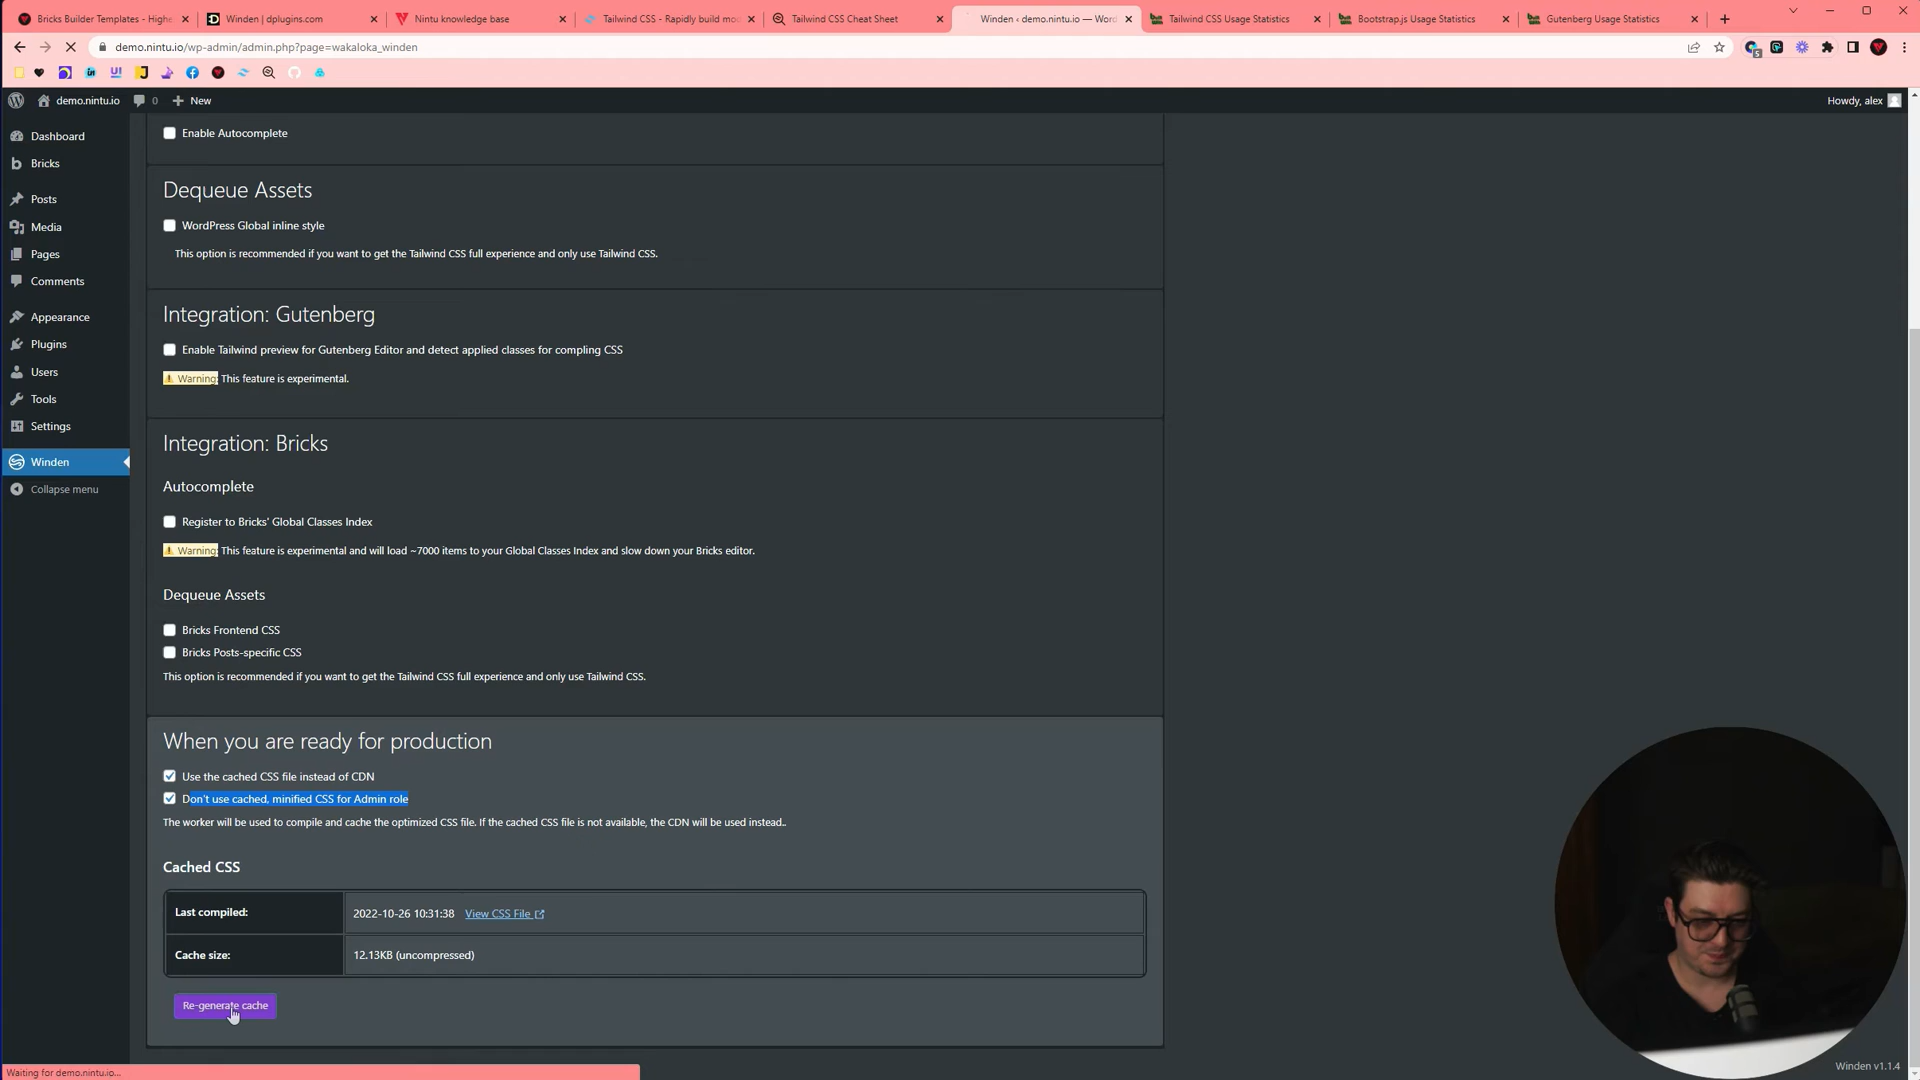 Bricks Builder Templates - Highe
Winden | dplugins.com
Nintu knowledge base
Tailwind CSS - Rapidly build mo
Tailwind CSS Cheat Sheet
Winden ‹ demo.nintu.io — Word
Tailwind CSS Usage Statistics
Bootstrap.js Usage Statistics
Gutenberg Usage Statistics
demo.nintu.io/wp-admin/admin.php?page=wakaloka_winden
demo.nintu.io
0
New
Howdy, alex
Dashboard
Bricks
Posts
Media
Pages
Comments
Appearance
Plugins
Users
Tools
Settings
Winden
Collapse menu
Enable Autocomplete
Dequeue Assets
WordPress Global inline style
This option is recommended if you want to get the Tailwind CSS full experience and only use Tailwind CSS.
Integration: Gutenberg
Enable Tailwind preview for Gutenberg Editor and detect applied classes for compling CSS
Warning: This feature is experimental.
Integration: Bricks
Autocomplete
Register to Bricks' Global Classes Index
Warning: This feature is experimental and will load ~7000 items to your Global Classes Index and slow down your Bricks editor.
Dequeue Assets
Bricks Frontend CSS
Bricks Posts-specific CSS
This option is recommended if you want to get the Tailwind CSS full experience and only use Tailwind CSS.
When you are ready for production
Use the cached CSS file instead of CDN
Don't use cached, minified CSS for Admin role
The worker will be used to compile and cache the optimized CSS file. If the cached CSS file is not available, the CDN will be used instead..
Cached CSS
Last compiled: 2022-10-26 10:31:38 View CSS File
Cache size: 12.13KB (uncompressed)
Re-generate cache
Winden v1.1.4
Waiting for demo.nintu.io...